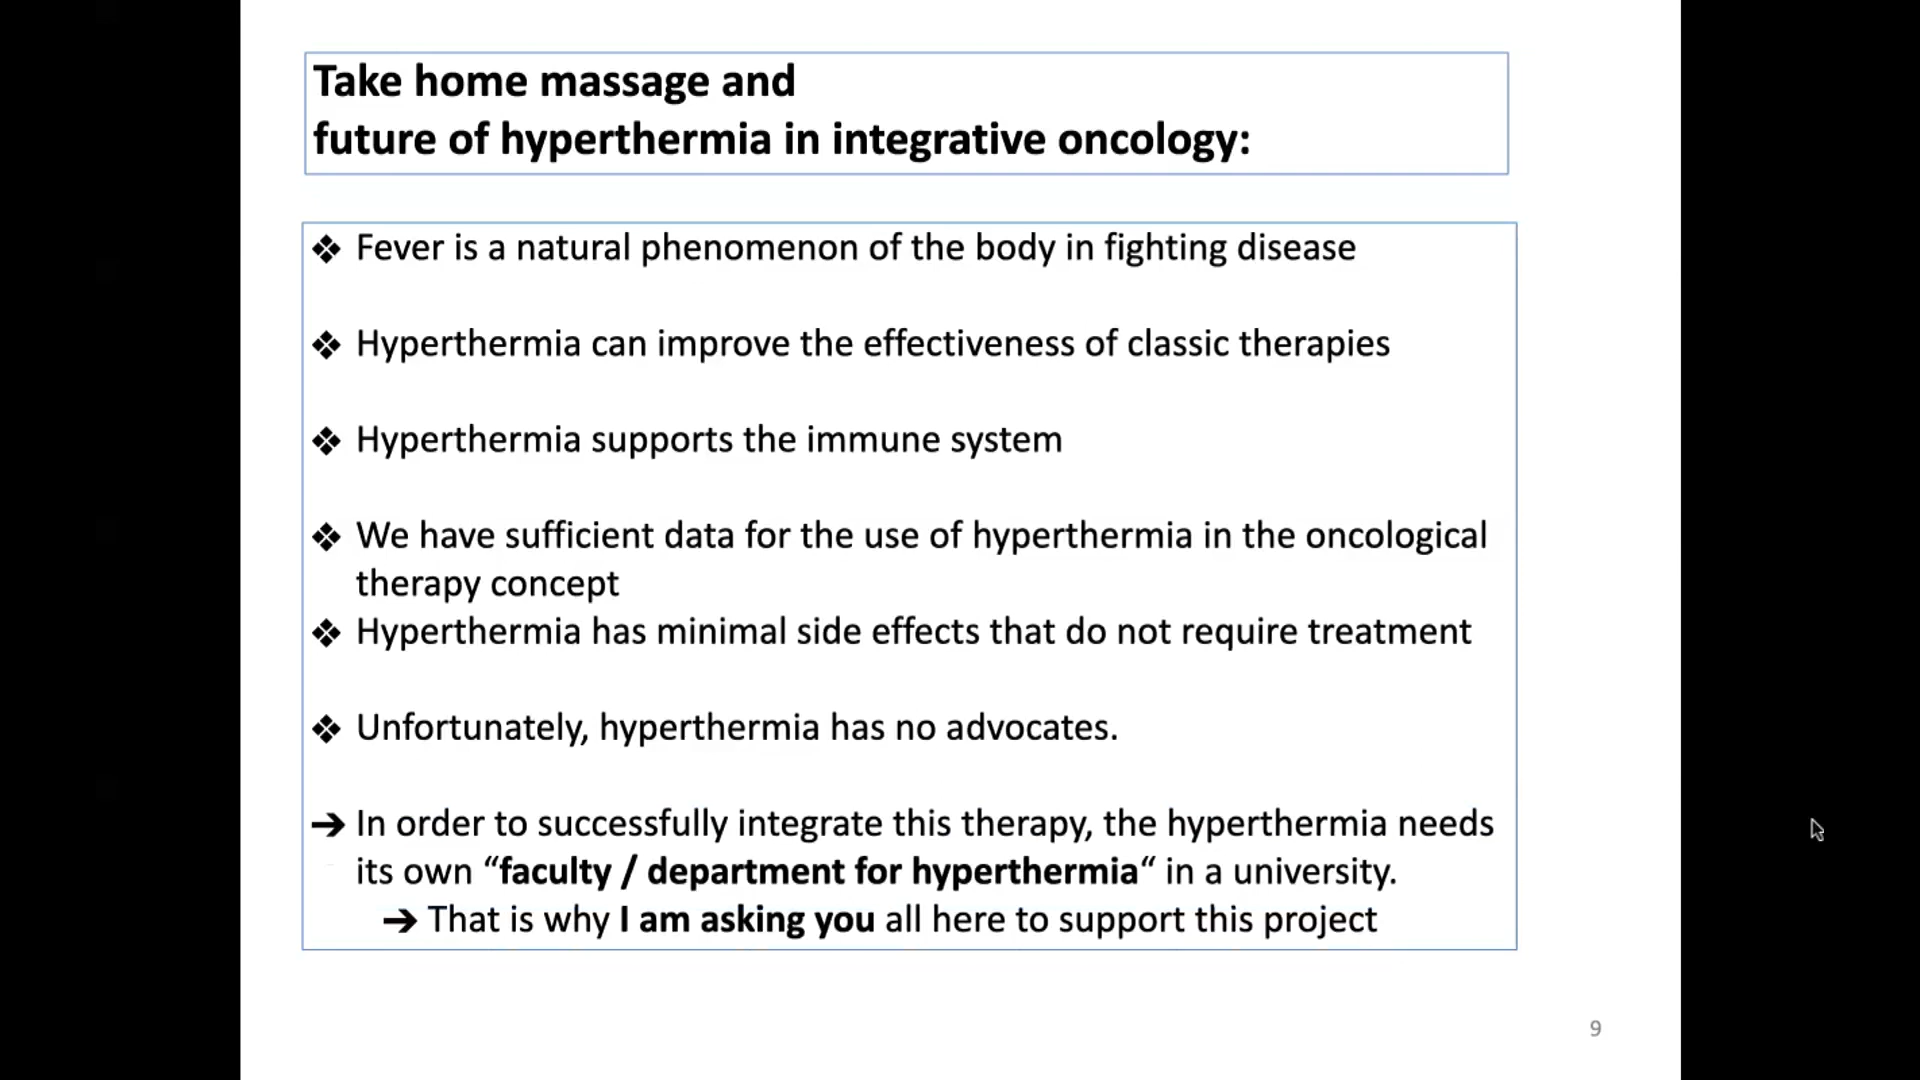 Take home massage and
future of hyperthermia in integrative oncology:
❖ Fever is a natural phenomenon of the body in fighting disease
❖ Hyperthermia can improve the effectiveness of classic therapies
❖ Hyperthermia supports the immune system
❖ We have sufficient data for the use of hyperthermia in the oncological
therapy concept
❖ Hyperthermia has minimal side effects that do not require treatment
❖ Unfortunately, hyperthermia has no advocates.
➔ In order to successfully integrate this therapy, the hyperthermia needs
its own “faculty / department for hyperthermia“ in a university.
➔ That is why I am asking you all here to support this project
9